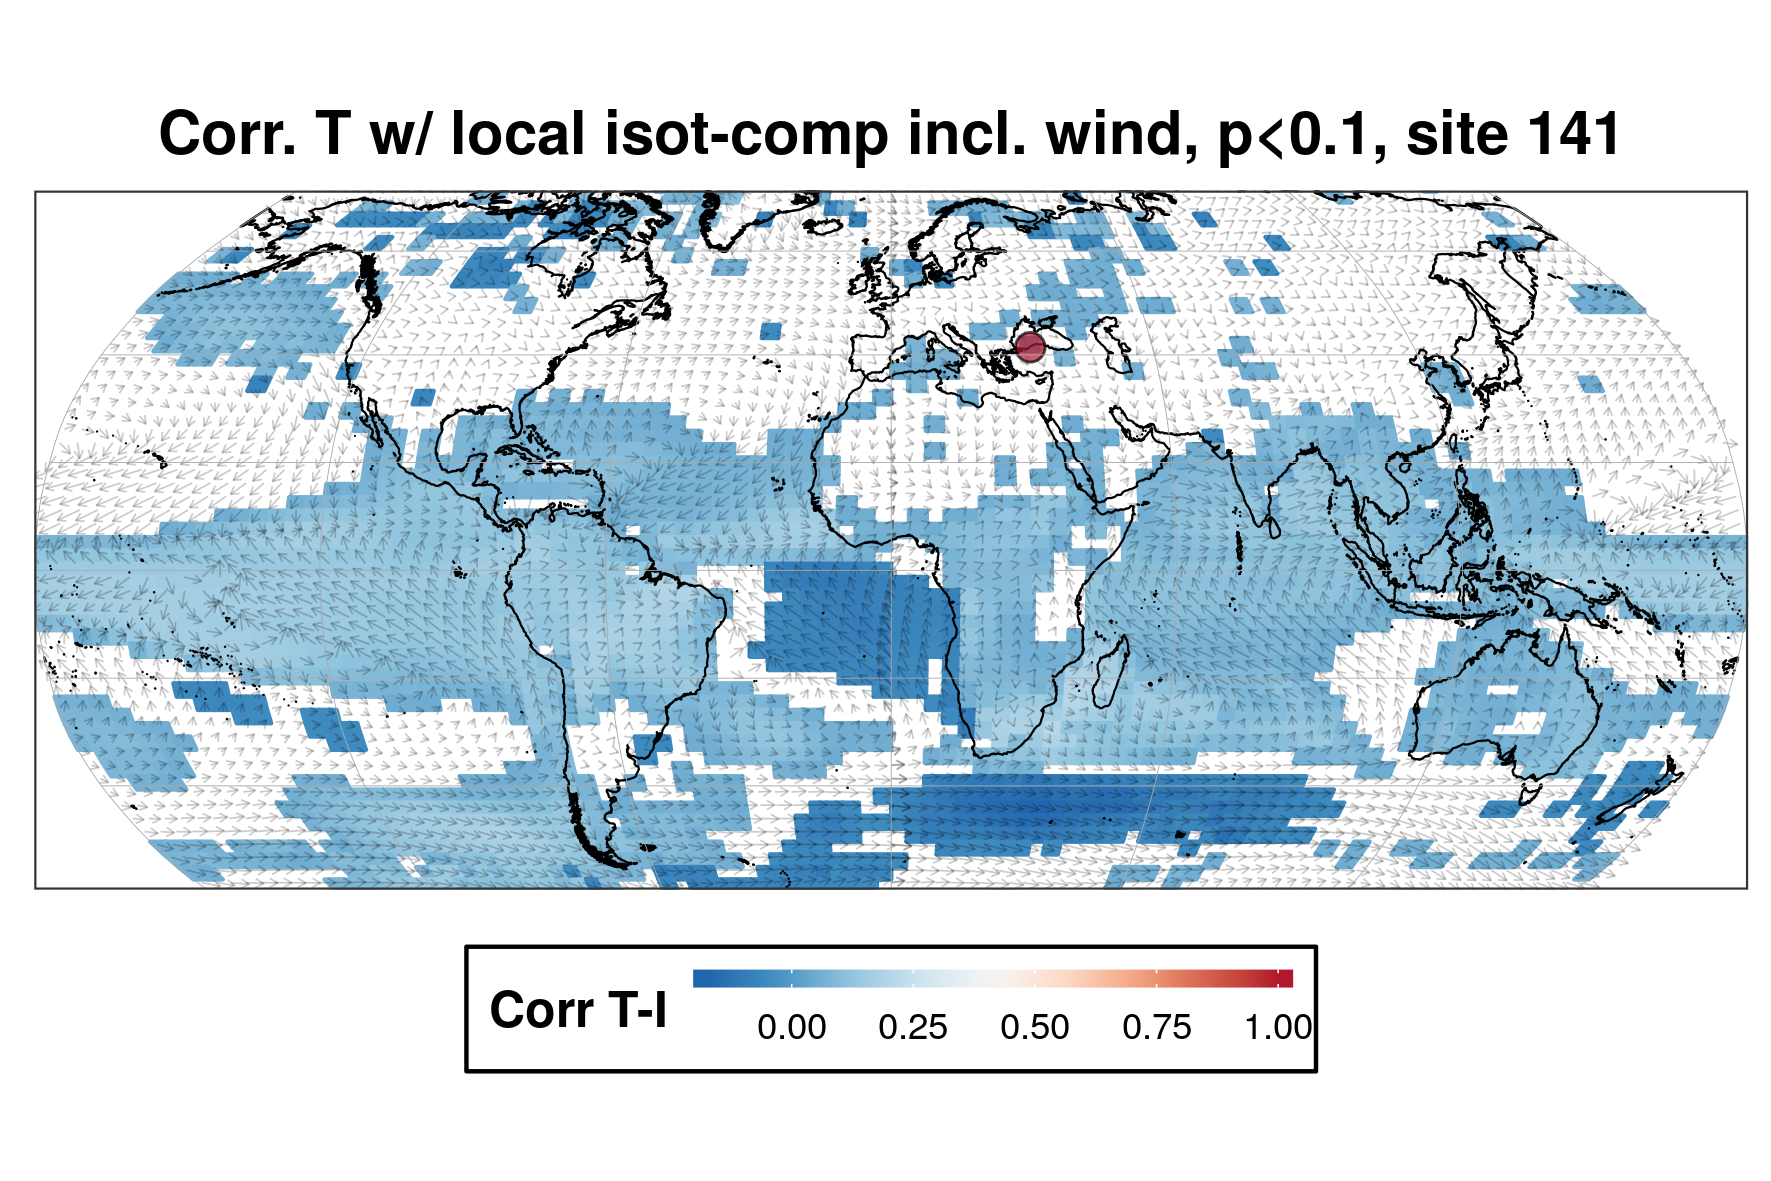 Corr. T w/ local isot-comp incl. wind, p<0.1, site 141
Corr T-I
0.00 0.25 0.50 0.75 1.00